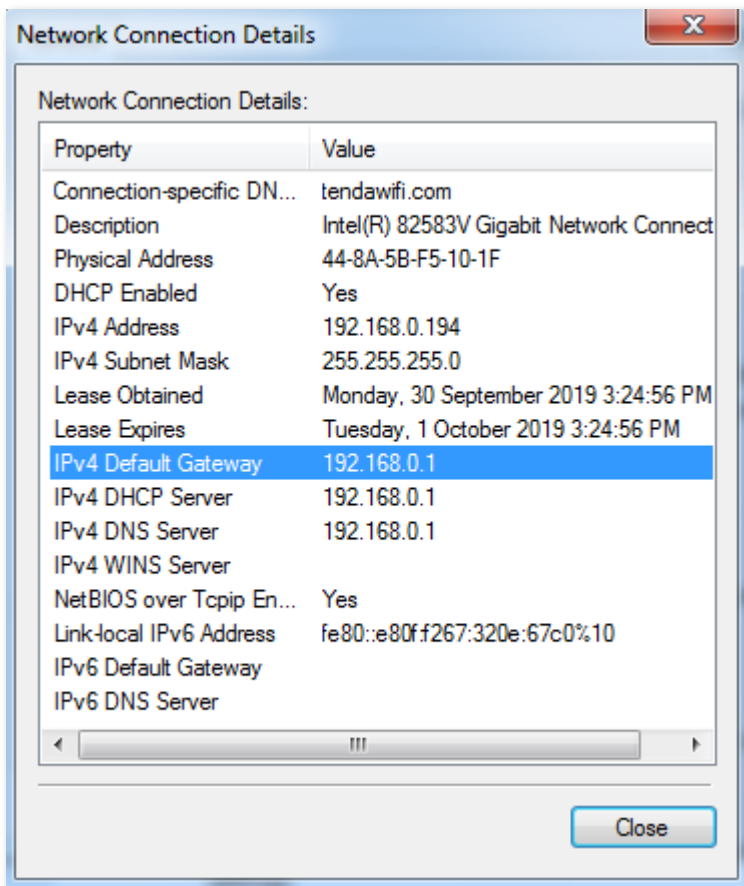 Network Connection Details
Network Connection Details:
Property Value
Connection-specific DN... tendawifi.com
Description Intel(R) 82583V Gigabit Network Connect
Physical Address 44-8A-5B-F5-10-1F
DHCP Enabled Yes
IPv4 Address 192.168.0.194
IPv4 Subnet Mask 255.255.255.0
Lease Obtained Monday, 30 September 2019 3:24:56 PM
Lease Expires Tuesday, 1 October 2019 3:24:56 PM
IPv4 Default Gateway 192.168.0.1
IPv4 DHCP Server 192.168.0.1
IPv4 DNS Server 192.168.0.1
IPv4 WINS Server
NetBIOS over Tcpip En... Yes
Link-local IPv6 Address fe80::e80f:f267:320e:67c0%10
IPv6 Default Gateway
IPv6 DNS Server
Close